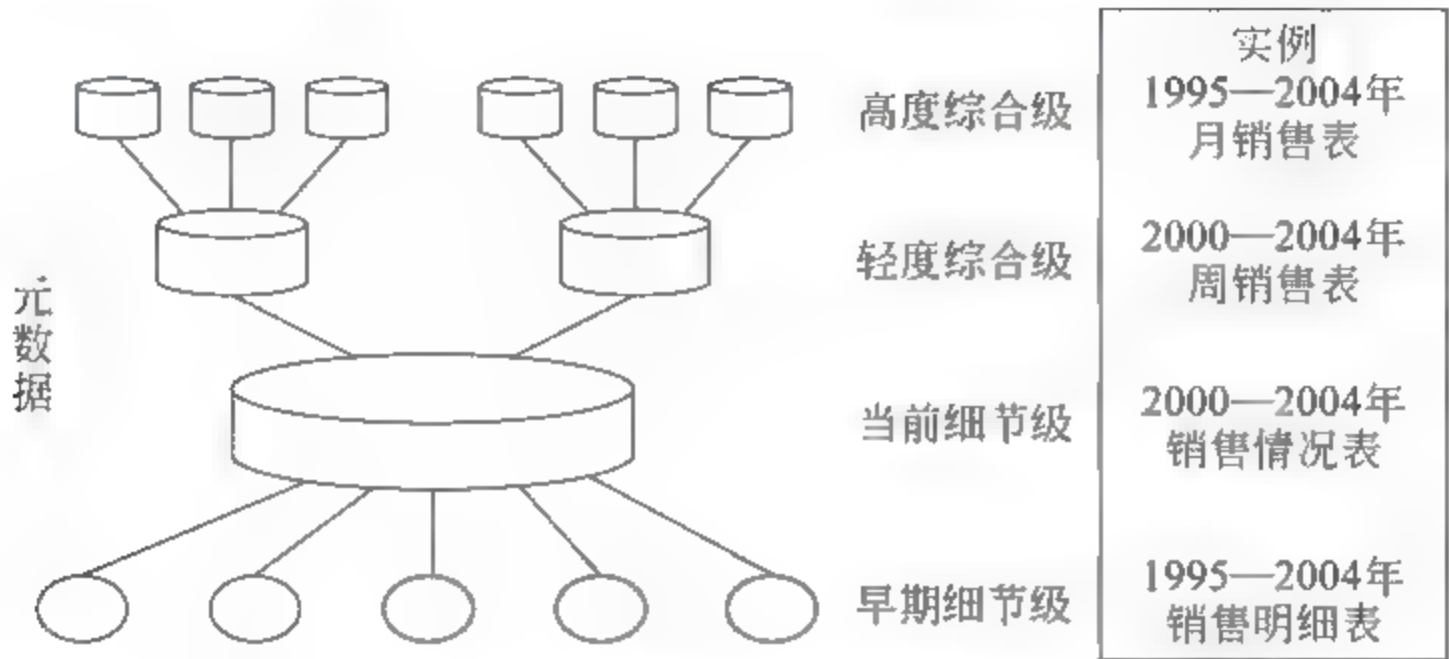 实例
高度综合级
1995—2004年
月销售表
轻度综合级
2000—2004年
周销售表
元
数
据
当前细节级
2000—2004年
销售情况表
早期细节级
1995—2004年
销售明细表